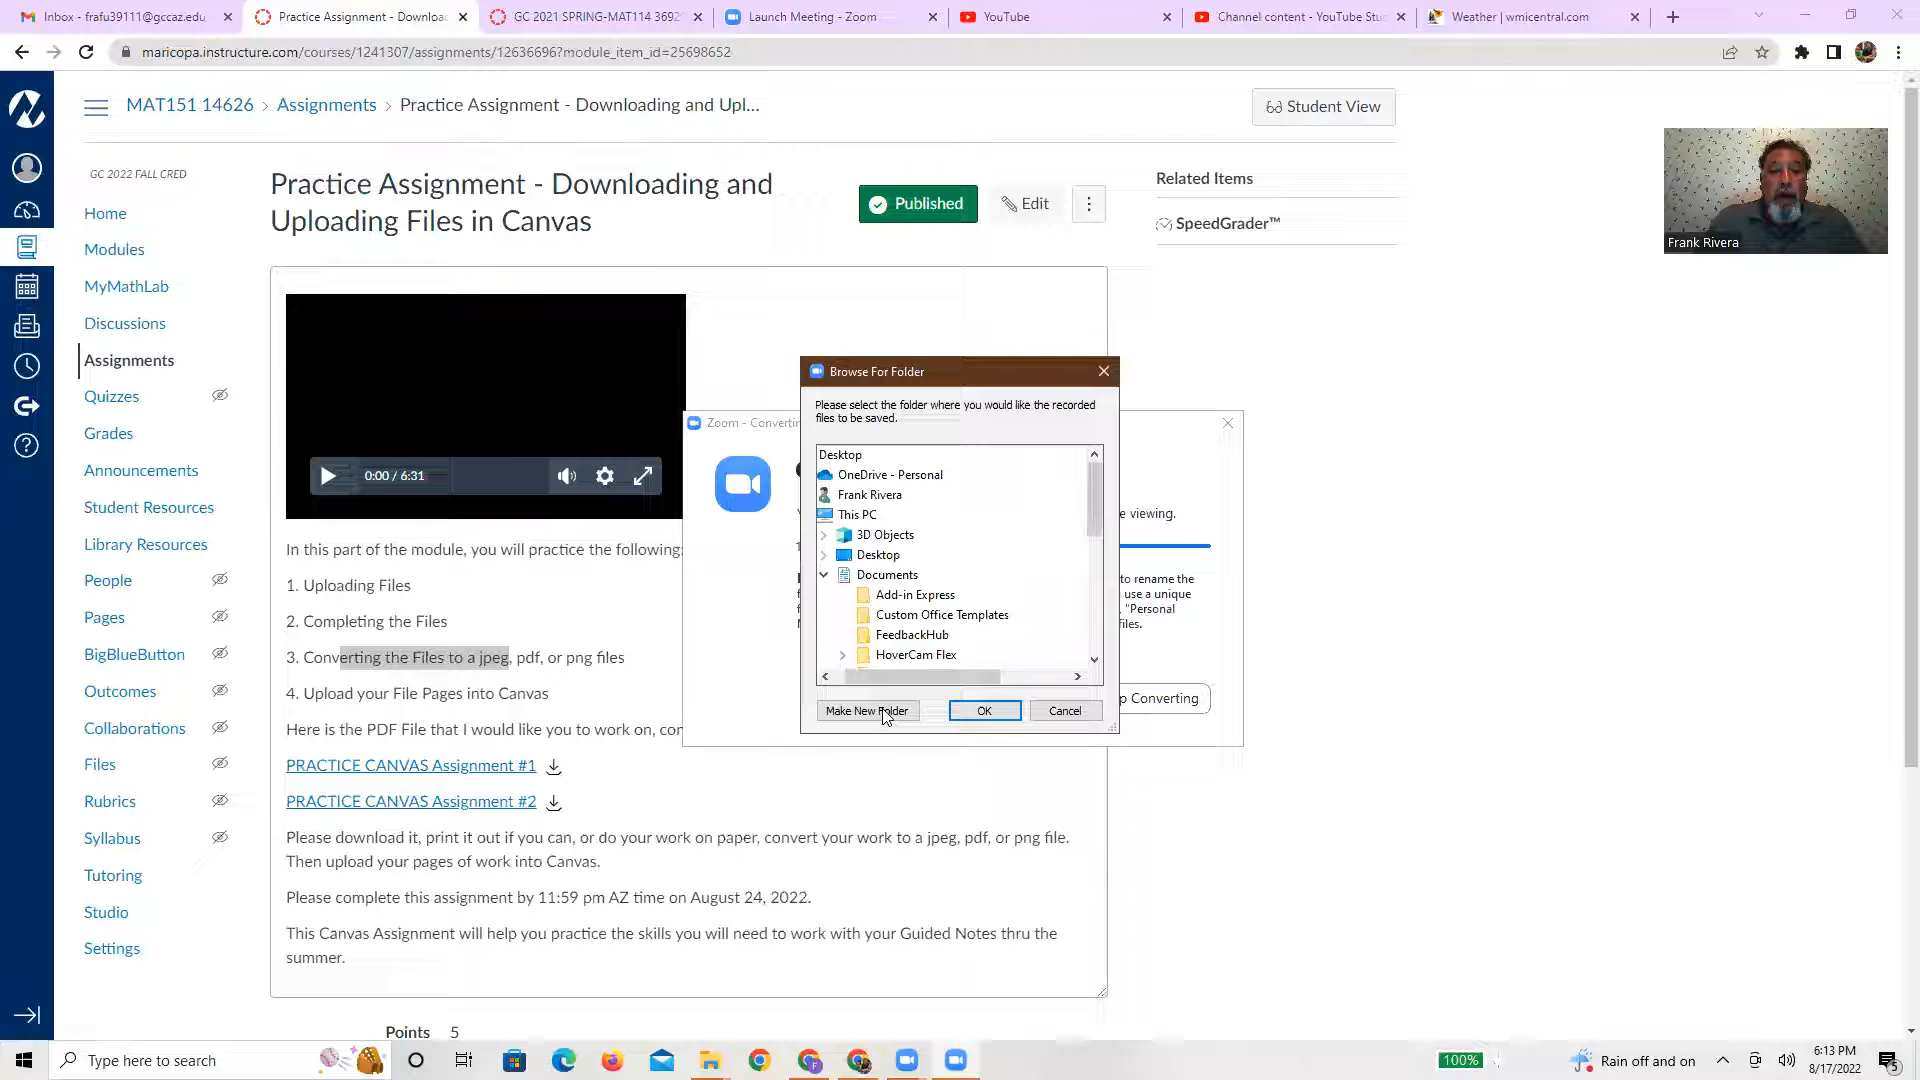 Inbox - frafu39111@gccaz.edu
Practice Assignment - Downloa
GC 2021 SPRING-MAT114 3692
Launch Meeting - Zoom
YouTube
Channel content - YouTube Stu
Weather | wmicentral.com
maricopa.instructure.com/courses/1241307/assignments/12636696?module_item_id=25698652
MAT151 14626 › Assignments › Practice Assignment - Downloading and Upl...
Student View
GC 2022 FALL CRED
Home
Modules
MyMathLab
Discussions
Assignments
Quizzes
Grades
Announcements
Student Resources
Library Resources
People
Pages
BigBlueButton
Outcomes
Collaborations
Files
Rubrics
Syllabus
Tutoring
Studio
Settings
Practice Assignment - Downloading and
Uploading Files in Canvas
Published
Edit
Related Items
SpeedGrader™
Frank Rivera
0:00 / 6:31
In this part of the module, you will practice the following:
1. Uploading Files
2. Completing the Files
3. Converting the Files to a jpeg, pdf, or png files
4. Upload your File Pages into Canvas
Here is the PDF File that I would like you to work on, con
PRACTICE CANVAS Assignment #1
PRACTICE CANVAS Assignment #2
Please download it, print it out if you can, or do your work on paper, convert your work to a jpeg, pdf, or png file.
Then upload your pages of work into Canvas.
Please complete this assignment by 11:59 pm AZ time on August 24, 2022.
This Canvas Assignment will help you practice the skills you will need to work with your Guided Notes thru the
summer.
Points 5
Zoom - Convertin
e viewing.
to rename the
use a unique
"Personal
files.
p Converting
Browse For Folder
Please select the folder where you would like the recorded
files to be saved.
Desktop
OneDrive - Personal
Frank Rivera
This PC
3D Objects
Desktop
Documents
Add-in Express
Custom Office Templates
FeedbackHub
HoverCam Flex
Make New Folder
OK
Cancel
Type here to search
100%
Rain off and on
6:13 PM
8/17/2022
5